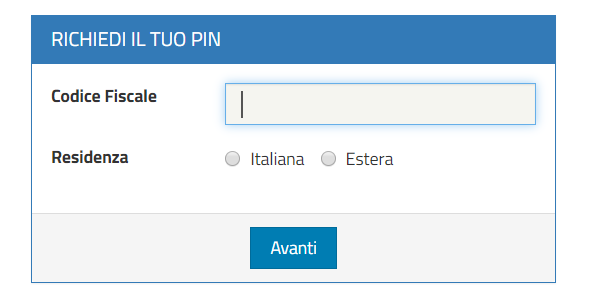 RICHIEDI IL TUO PIN
Codice Fiscale
Residenza Italiana Estera
Avanti